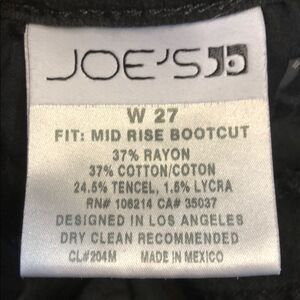 JOE'S
W 27
FIT: MID RISE BOOTCUT
37% RAYON
37% COTTON/COTON
24.5% TENCEL, 1.5% LYCRA
RN# 106214 CA# 35037
DESIGNED IN LOS ANGELES
DRY CLEAN RECOMMENDED
CL#204M MADE IN MEXICO